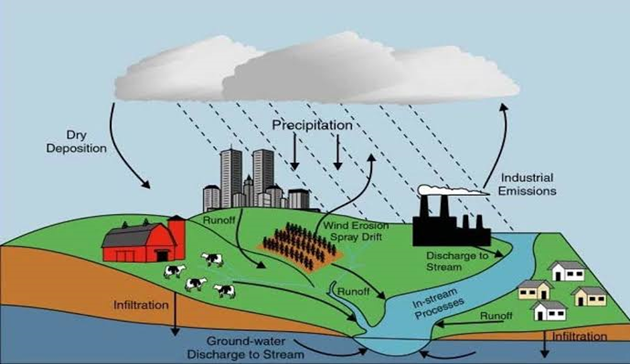 Precipitation
Dry
Deposition
Industrial
Emissions
Runoff
Wind Erosion
Spray Drift
Discharge to
Stream
Runoff
In-stream
Processes
Infiltration
Runoff
Ground-water
Discharge to Stream
Infiltration